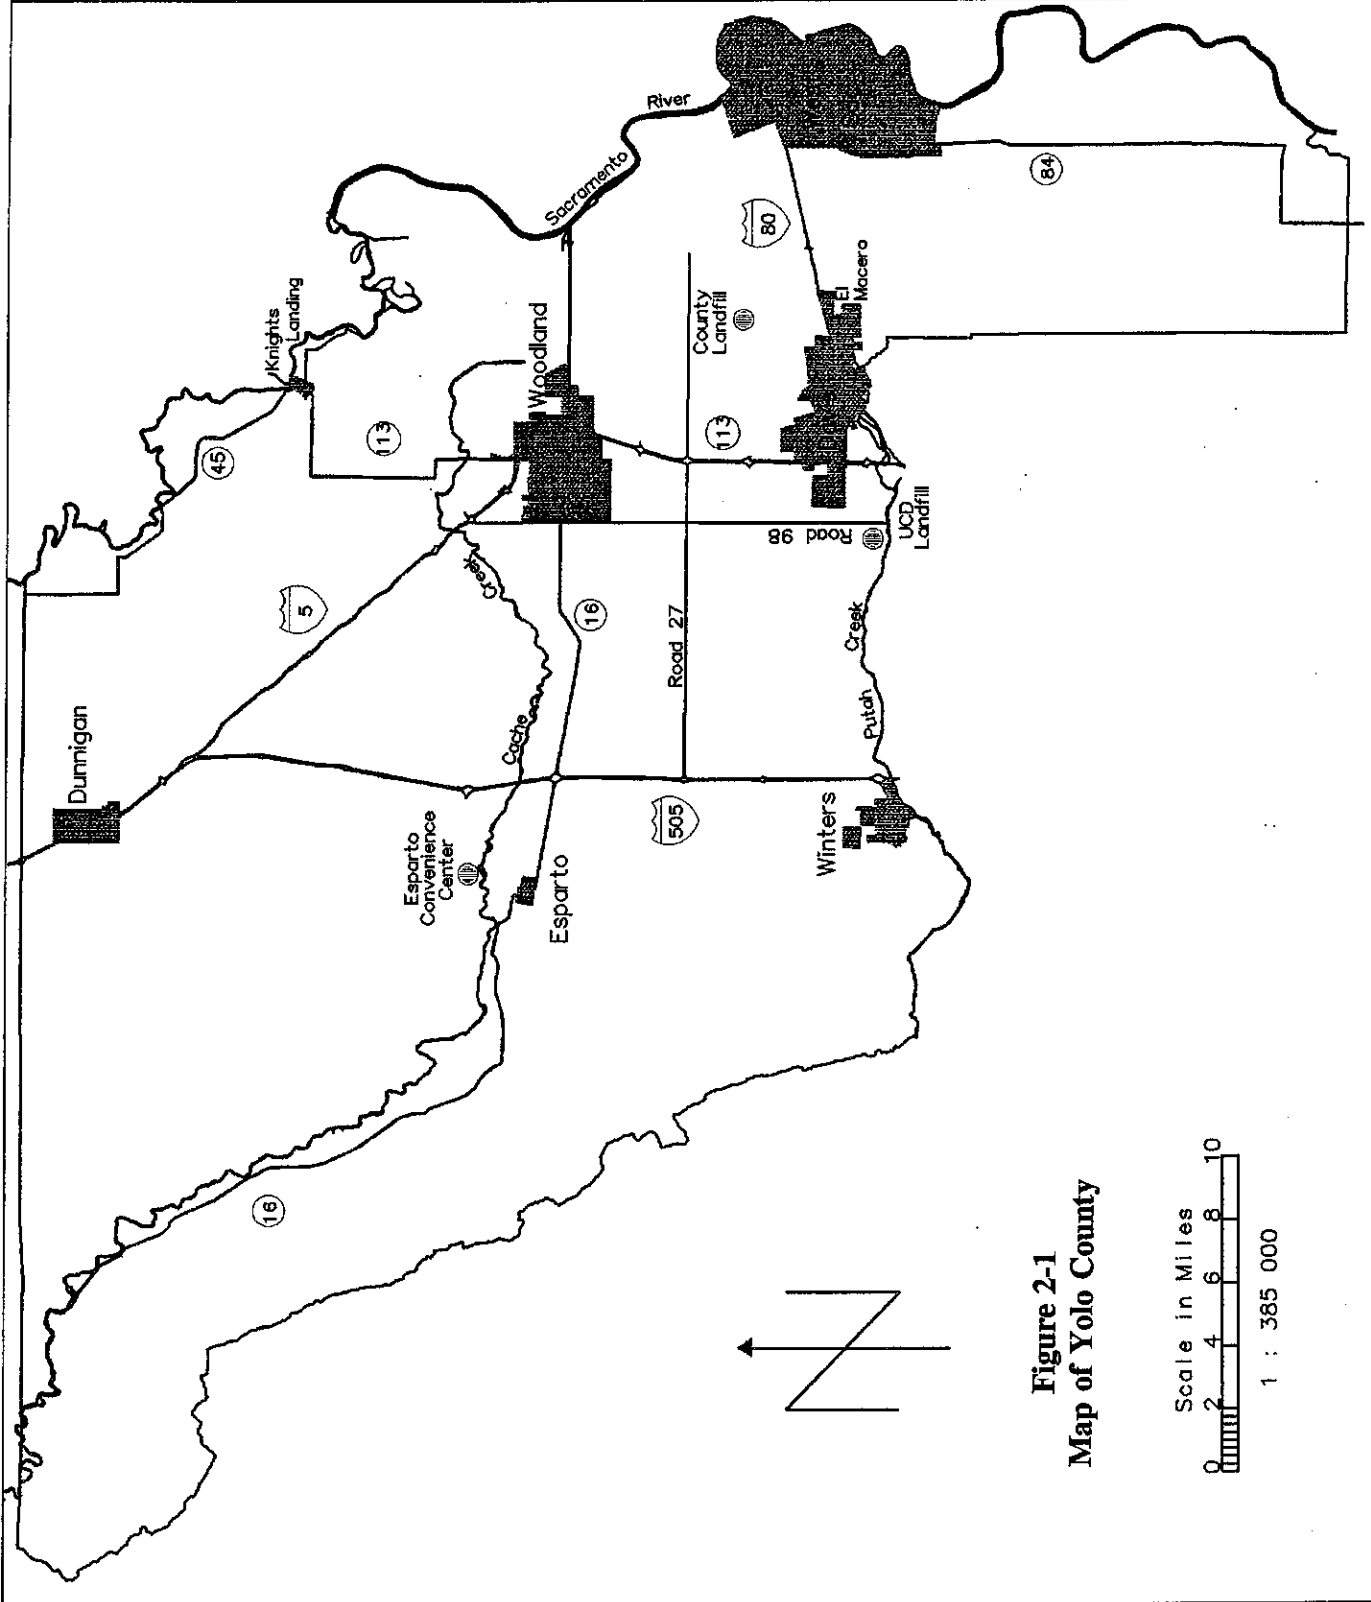 Dunnigan
Knights
Landing
45
113
5
Sacramento
River
Woodland
Creek
Cache
16
Esparto
Convenience
Center
Esparto
16
505
Road 27
113
County
Landfill
80
El
Macero
84
Road 98
UCD
Landfill
Putah
Creek
Winters
N
Figure 2-1
Map of Yolo County
Scale in Miles
0 2 4 6 8 10
1 : 385 000